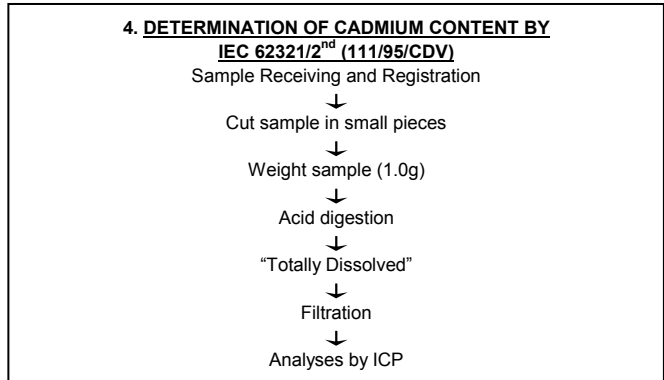 4. DETERMINATION OF CADMIUM CONTENT BY
IEC 62321/2nd (111/95/CDV)
Sample Receiving and Registration
Cut sample in small pieces
Weight sample (1.0g)
Acid digestion
“Totally Dissolved”
Filtration
Analyses by ICP